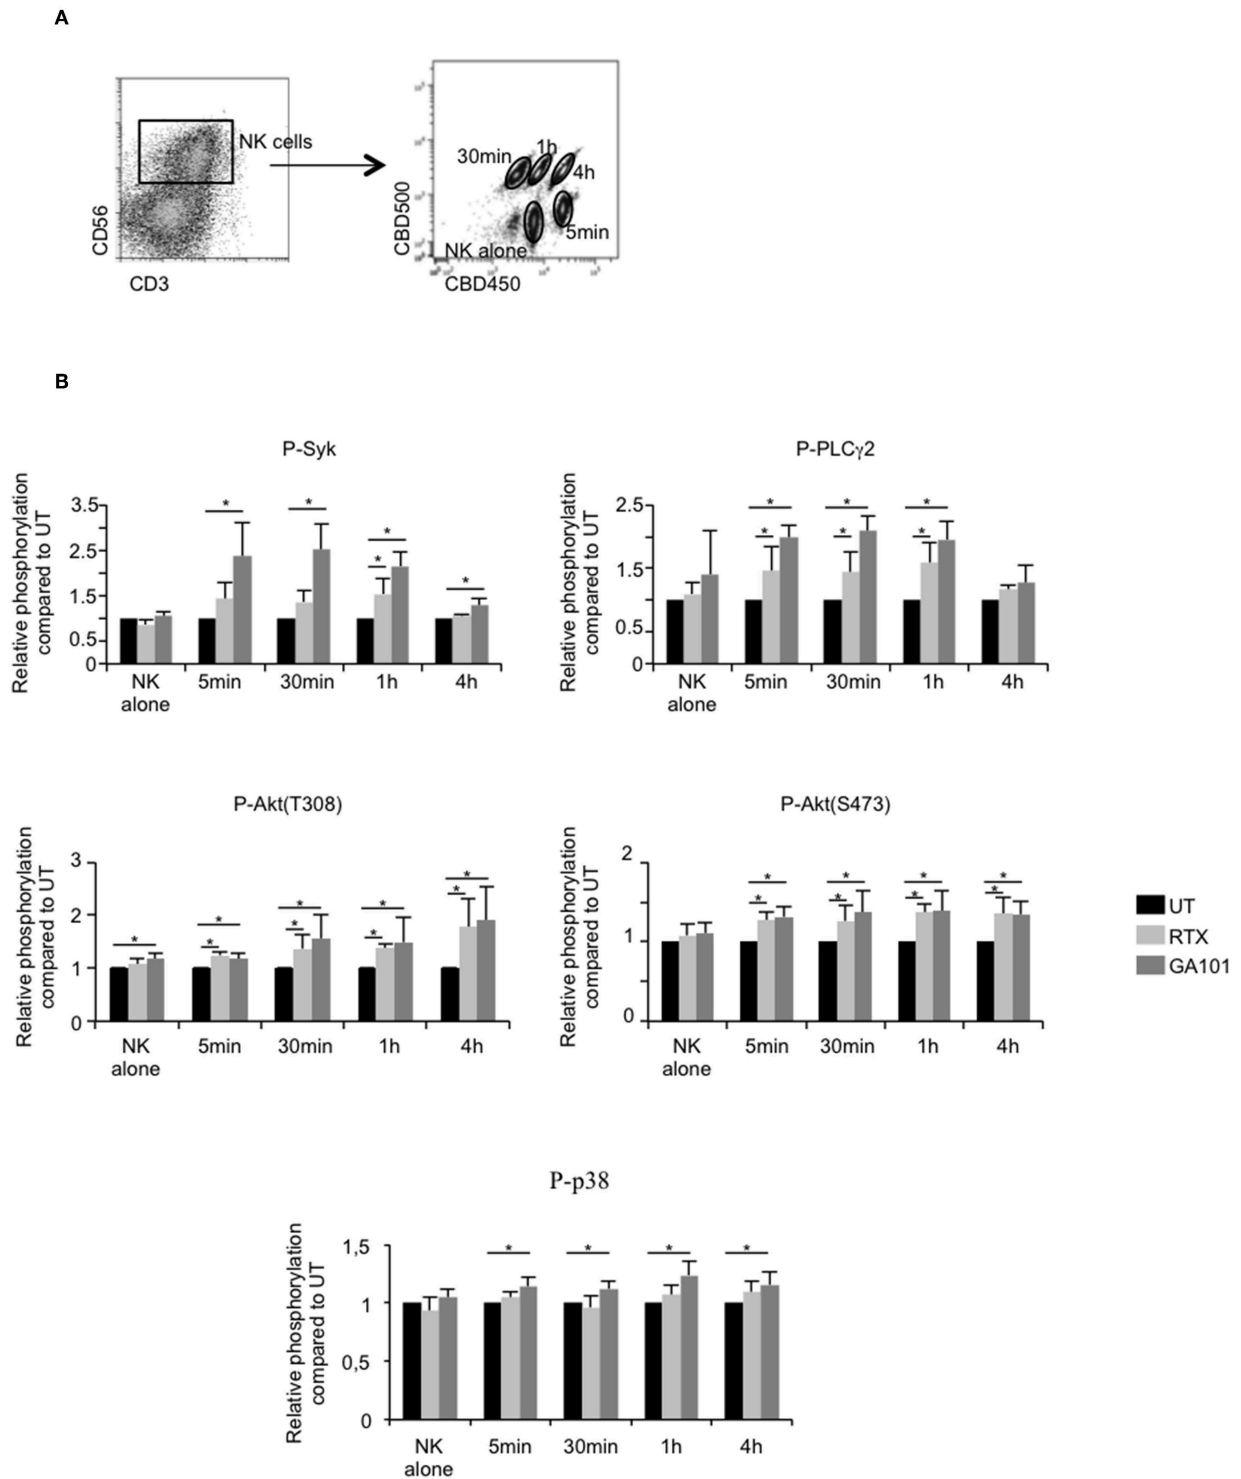 A
NK cells
CD56
CD3
30min
1h
4h
5min
NK alone
CBD500
CBD450
B
P-Syk
Relative phosphorylation
compared to UT
3.5
2.5
1.5
0.5
0
* * * * *
NK alone 5min 30min 1h 4h
P-PLCγ2
Relative phosphorylation
compared to UT
2.5
1.5
0.5
0
* * * * * *
NK alone 5min 30min 1h 4h
P-Akt(T308)
Relative phosphorylation
compared to UT
3
2
1
0
* * * * * * * * *
NK alone 5min 30min 1h 4h
P-Akt(S473)
Relative phosphorylation
compared to UT
2
1
0
* * * * * * * *
NK alone 5min 30min 1h 4h
UT
RTX
GA101
P-p38
Relative phosphorylation
compared to UT
1,5
1
0,5
0
* * * *
NK alone 5min 30min 1h 4h